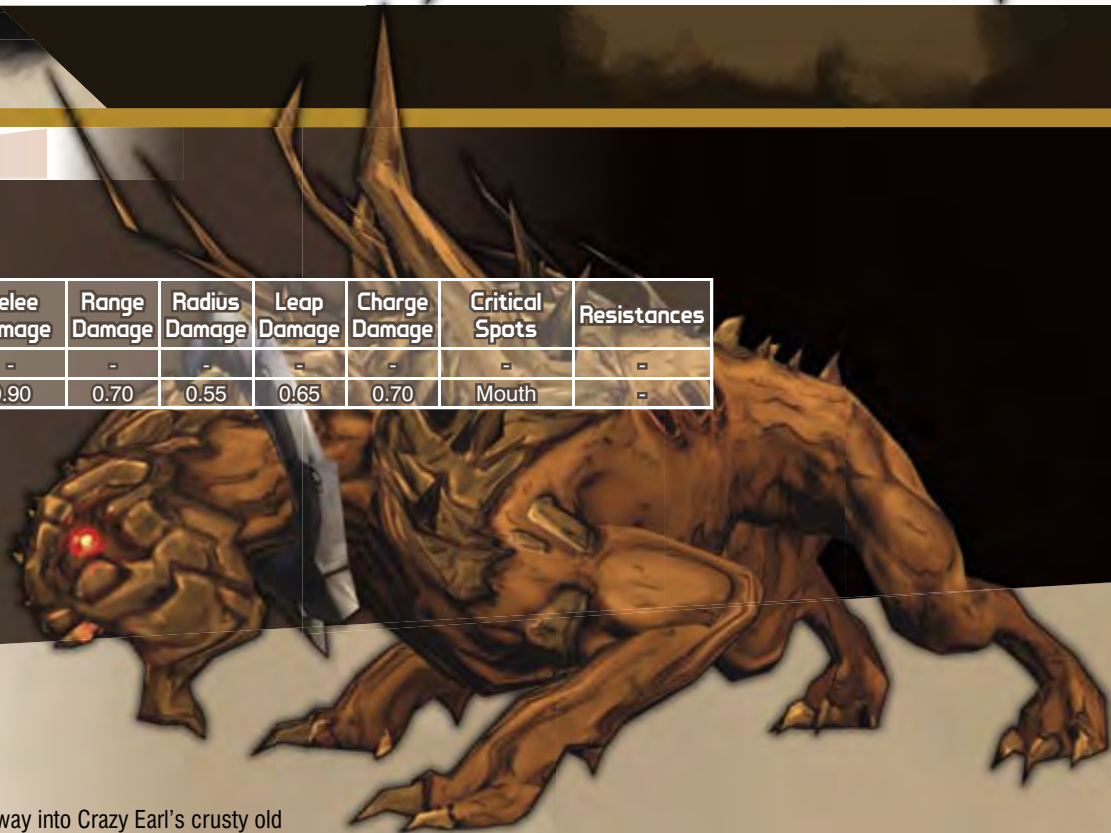 elee Range Radius Leap Charge Critical Resistances
mage Damage Damage Damage Damage Spots
- - - - - - -
.90 0.70 0.55 0.65 0.70 Mouth -
way into Crazy Earl's crusty old